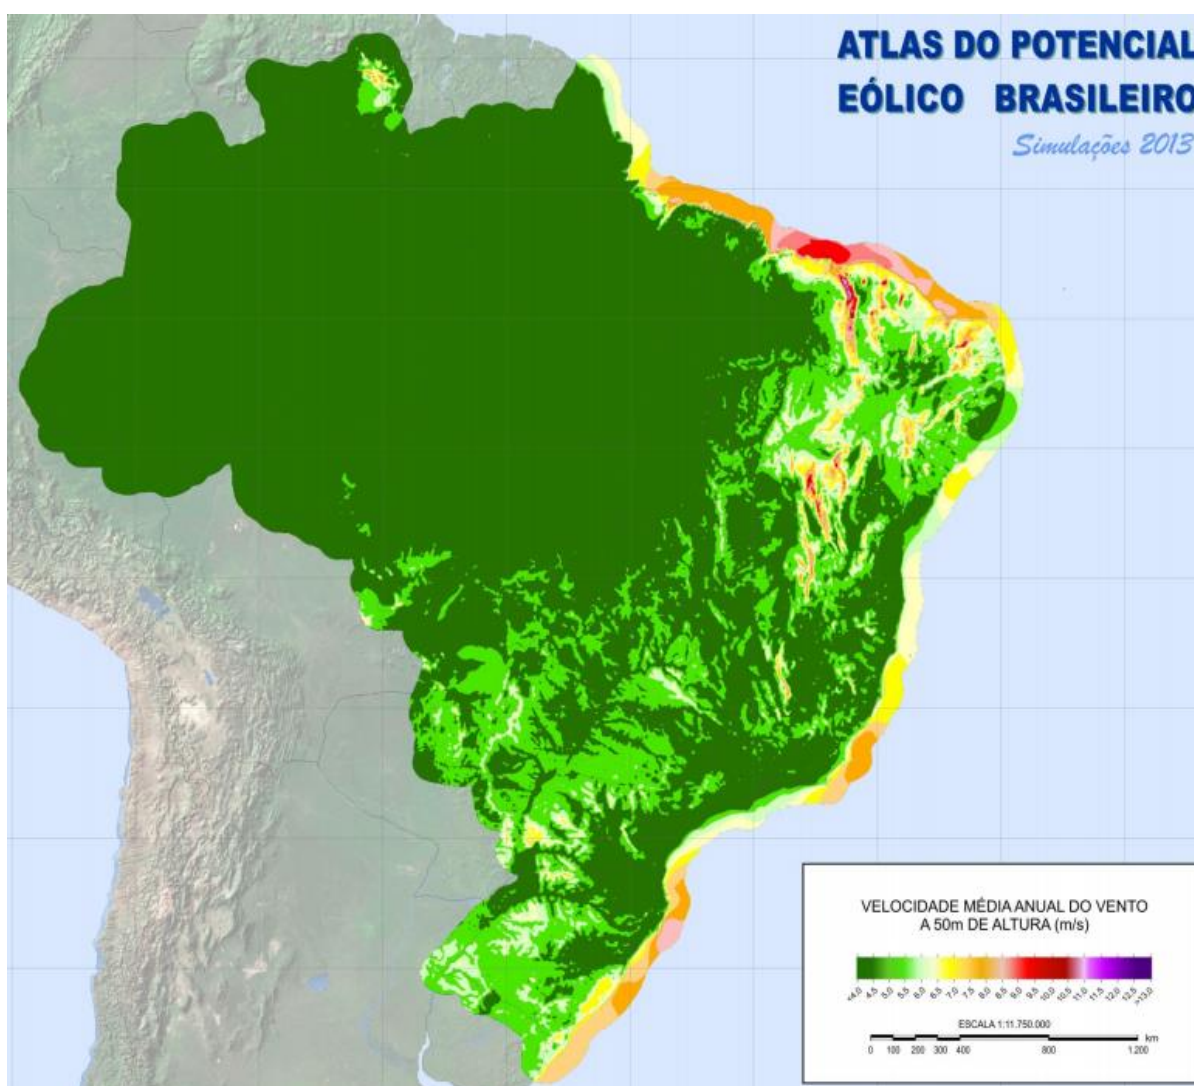 ATLAS DO POTENCIAL
EÓLICO BRASILEIRO
Simulações 2013
VELOCIDADE MÉDIA ANUAL DO VENTO
A 50m DE ALTURA (m/s)
<4,0 4,5 5,0 5,5 6,0 6,5 7,0 7,5 8,0 8,5 9,0 9,5 10,0 10,5 11,0 11,5 12,0 12,5 >13,0
ESCALA 1:11.750.000
km
0 100 200 300 400 800 1.200